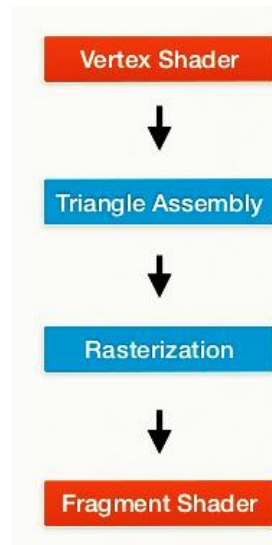 Vertex Shader
Triangle Assembly
Rasterization
Fragment Shader